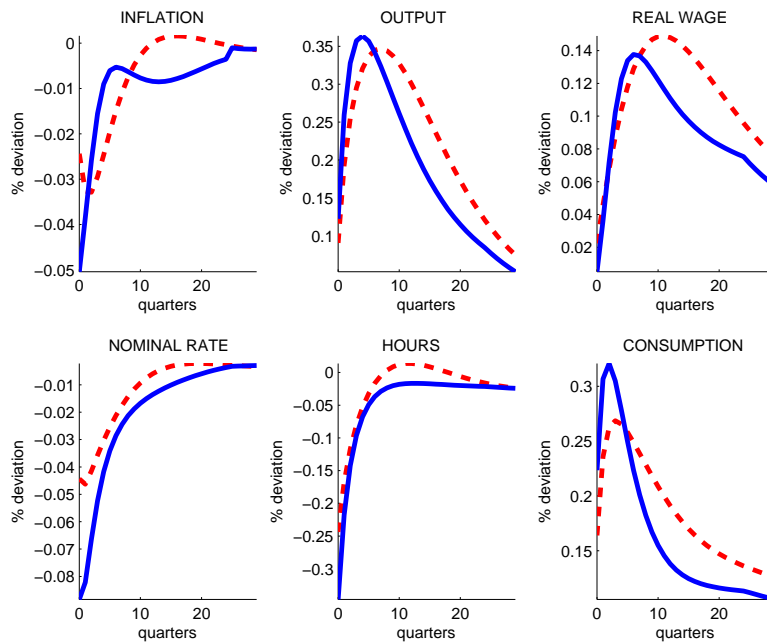 INFLATION
0
−0.01
−0.02
−0.03
−0.04
−0.05
% deviation
0 10 20
quarters
OUTPUT
0.35
0.3
0.25
0.2
0.15
0.1
% deviation
0 10 20
quarters
REAL WAGE
0.14
0.12
0.1
0.08
0.06
0.04
0.02
% deviation
0 10 20
quarters
NOMINAL RATE
−0.01
−0.02
−0.03
−0.04
−0.05
−0.06
−0.07
−0.08
% deviation
0 10 20
quarters
HOURS
0
−0.05
−0.1
−0.15
−0.2
−0.25
−0.3
% deviation
0 10 20
quarters
CONSUMPTION
0.3
0.25
0.2
0.15
% deviation
0 10 20
quarters